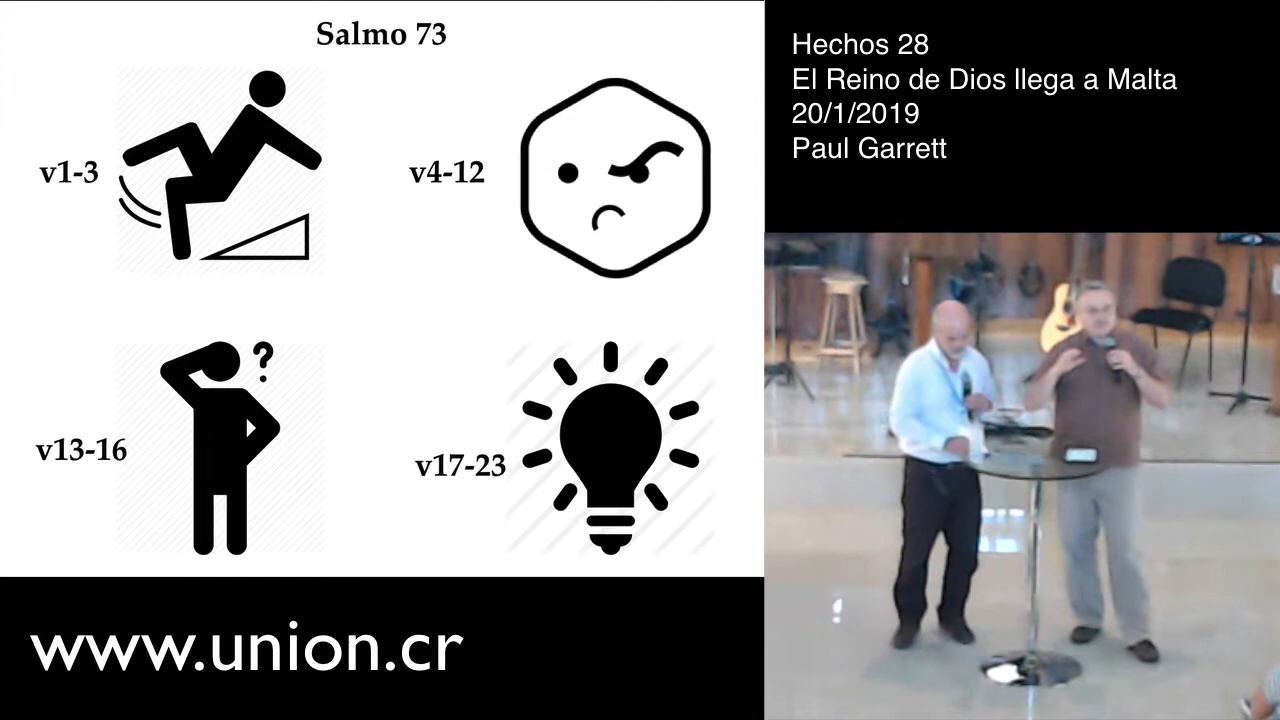 Salmo 73
v1-3
v4-12
?
v13-16
v17-23
www.union.cr
Hechos 28
El Reino de Dios llega a Malta
20/1/2019
Paul Garrett